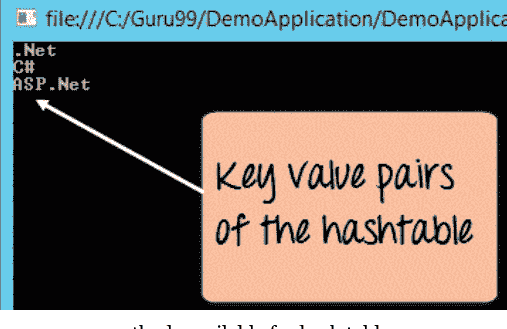 file:///C:/Guru99/DemoApplication/DemoApplica
.Net
C#
ASP.Net
Key value pairs
of the hashtable